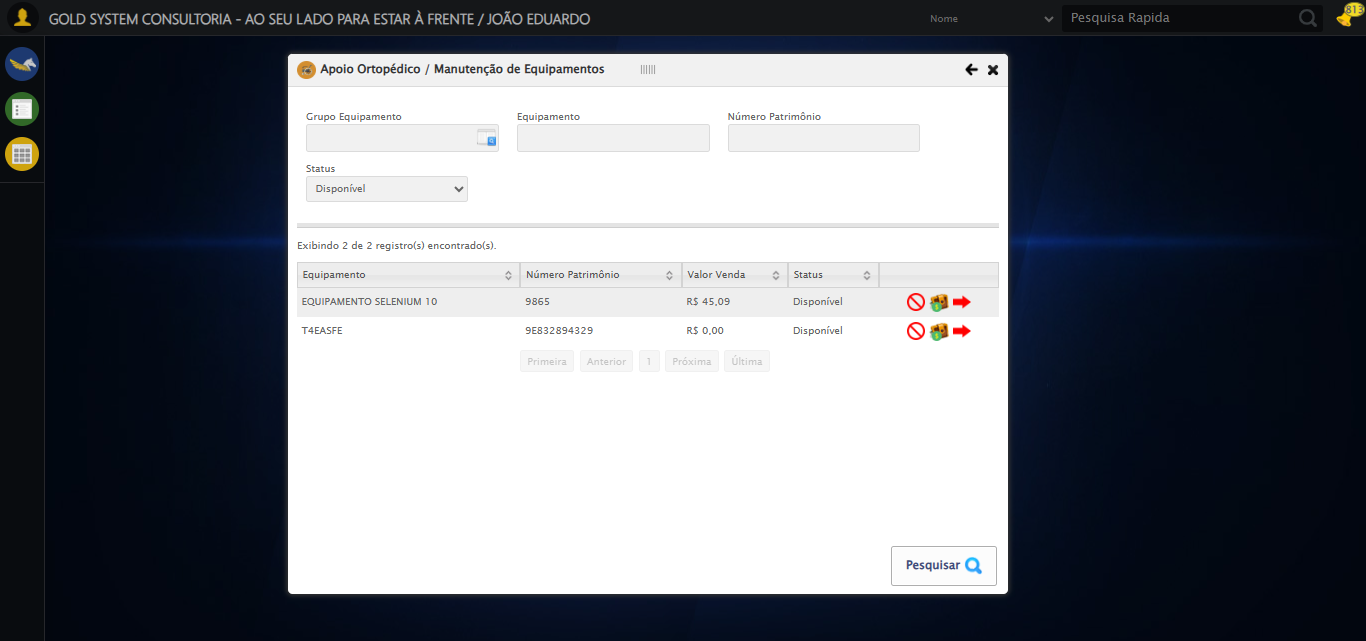 GOLD SYSTEM CONSULTORIA - AO SEU LADO PARA ESTAR À FRENTE / JOÃO EDUARDO
Nome
Pesquisa Rapida
813
Apoio Ortopédico / Manutenção de Equipamentos
Grupo Equipamento Equipamento Número Patrimônio
Status
Disponível
Exibindo 2 de 2 registro(s) encontrado(s).
Equipamento Número Patrimônio Valor Venda Status
EQUIPAMENTO SELENIUM 10 9865 R$ 45,09 Disponível
T4EASFE 9E832894329 R$ 0,00 Disponível
Primeira Anterior 1 Próxima Última
Pesquisar